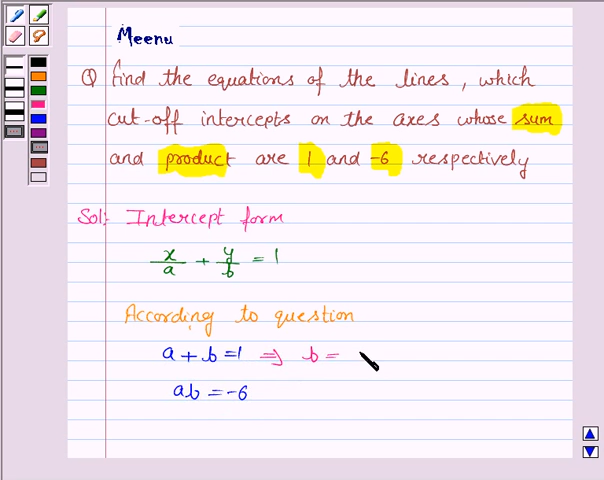 Meenu
Q Find the equations of the lines, which
cut-off intercepts on the axes whose sum
and product are 1 and -6 respectively
Sol: Intercept form
x/a + y/b = 1
According to question
a + b = 1 ⇒ b =
ab = -6